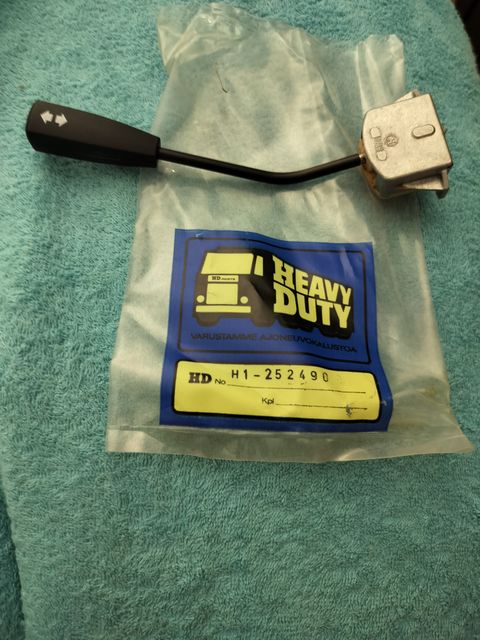 HD PARTS
HEAVY
DUTY
VARUSTAMME AJONEUVOKALUSTOA
HD No H1-252490
Kpl